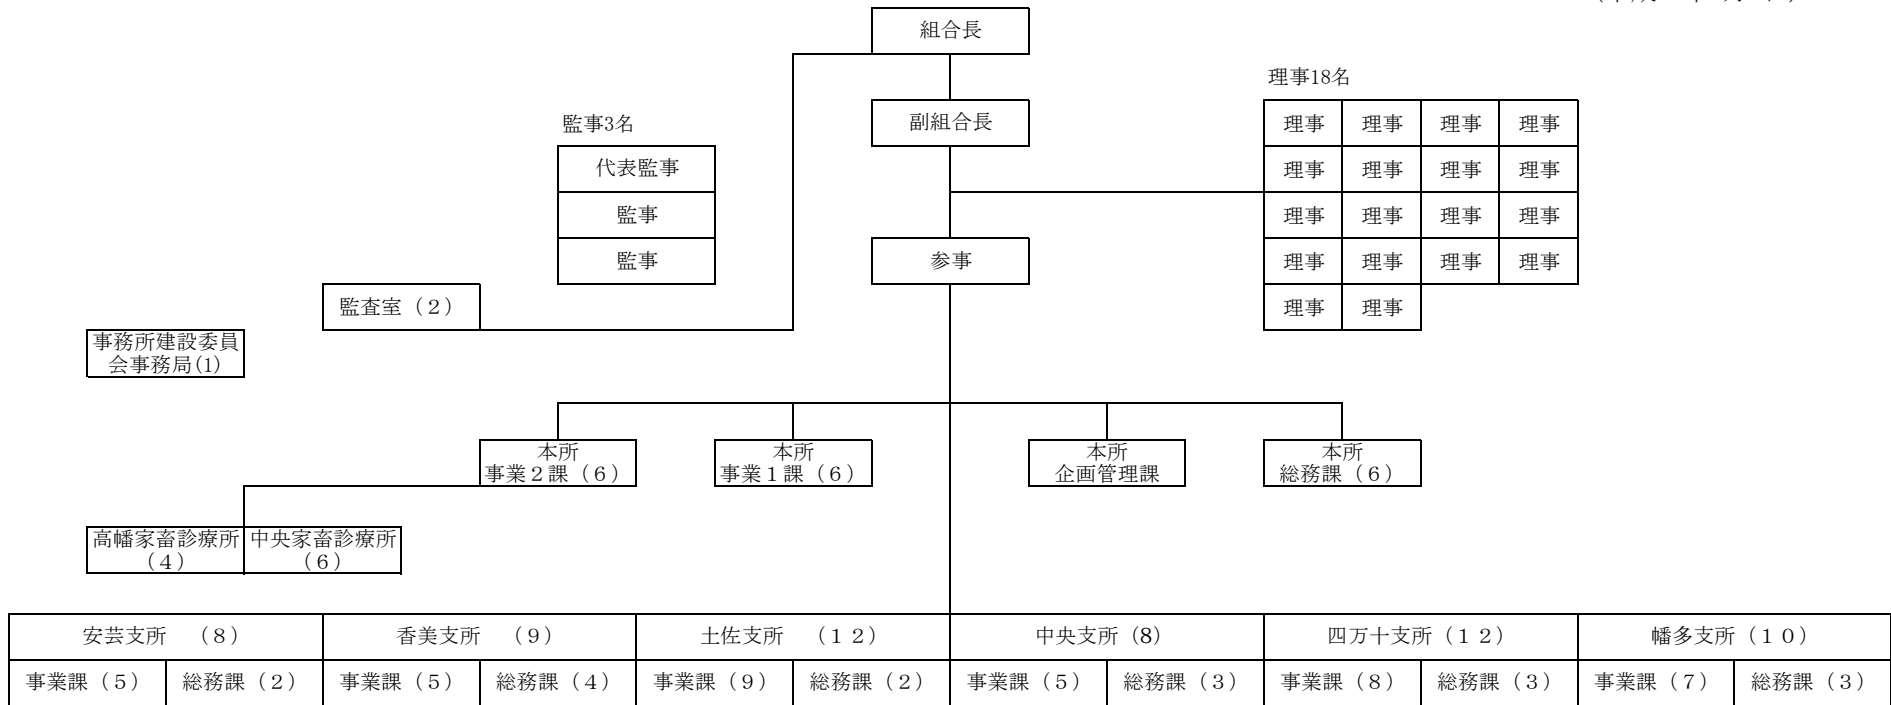 組合長
理事18名
監事3名
副組合長
理事 理事 理事 理事
代表監事
理事 理事 理事 理事
監事
理事 理事 理事 理事
監事
参事
理事 理事 理事 理事
監査室（２）
理事 理事
事務所建設委員
会事務局(1)
本所
事業２課（６）
本所
事業１課（６）
本所
企画管理課
本所
総務課（６）
高幡家畜診療所
（４）
中央家畜診療所
（６）
安芸支所　（８） 香美支所　（９） 土佐支所　（１２） 中央支所（8） 四万十支所（１２） 幡多支所（１０）
事業課（５） 総務課（２） 事業課（５） 総務課（４） 事業課（９） 総務課（２） 事業課（５） 総務課（３） 事業課（８） 総務課（３） 事業課（７） 総務課（３）